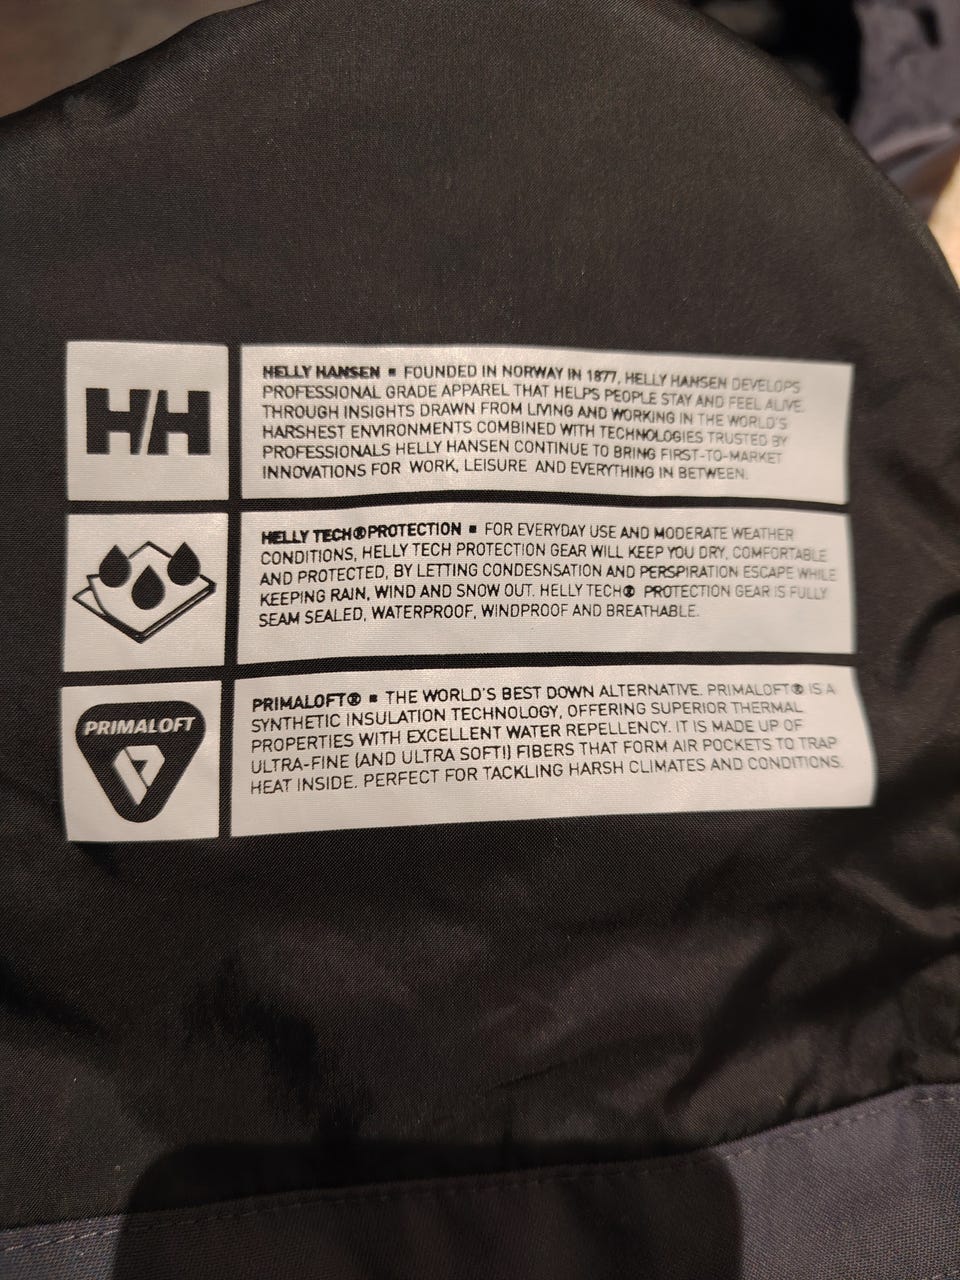 HH
HELLY HANSEN ▪ FOUNDED IN NORWAY IN 1877, HELLY HANSEN DEVELOPS
PROFESSIONAL GRADE APPAREL THAT HELPS PEOPLE STAY AND FEEL ALIVE.
THROUGH INSIGHTS DRAWN FROM LIVING AND WORKING IN THE WORLD'S
HARSHEST ENVIRONMENTS COMBINED WITH TECHNOLOGIES TRUSTED BY
PROFESSIONALS HELLY HANSEN CONTINUE TO BRING FIRST-TO-MARKET
INNOVATIONS FOR WORK, LEISURE AND EVERYTHING IN BETWEEN.
HELLY TECH®PROTECTION ▪ FOR EVERYDAY USE AND MODERATE WEATHER
CONDITIONS, HELLY TECH PROTECTION GEAR WILL KEEP YOU DRY, COMFORTABLE
AND PROTECTED, BY LETTING CONDESNSATION AND PERSPIRATION ESCAPE WHILE
KEEPING RAIN, WIND AND SNOW OUT. HELLY TECH® PROTECTION GEAR IS FULLY
SEAM SEALED, WATERPROOF, WINDPROOF AND BREATHABLE.
PRIMALOFT
PRIMALOFT® ▪ THE WORLD'S BEST DOWN ALTERNATIVE. PRIMALOFT® IS A
SYNTHETIC INSULATION TECHNOLOGY, OFFERING SUPERIOR THERMAL
PROPERTIES WITH EXCELLENT WATER REPELLENCY. IT IS MADE UP OF
ULTRA-FINE (AND ULTRA SOFT!) FIBERS THAT FORM AIR POCKETS TO TRAP
HEAT INSIDE. PERFECT FOR TACKLING HARSH CLIMATES AND CONDITIONS.